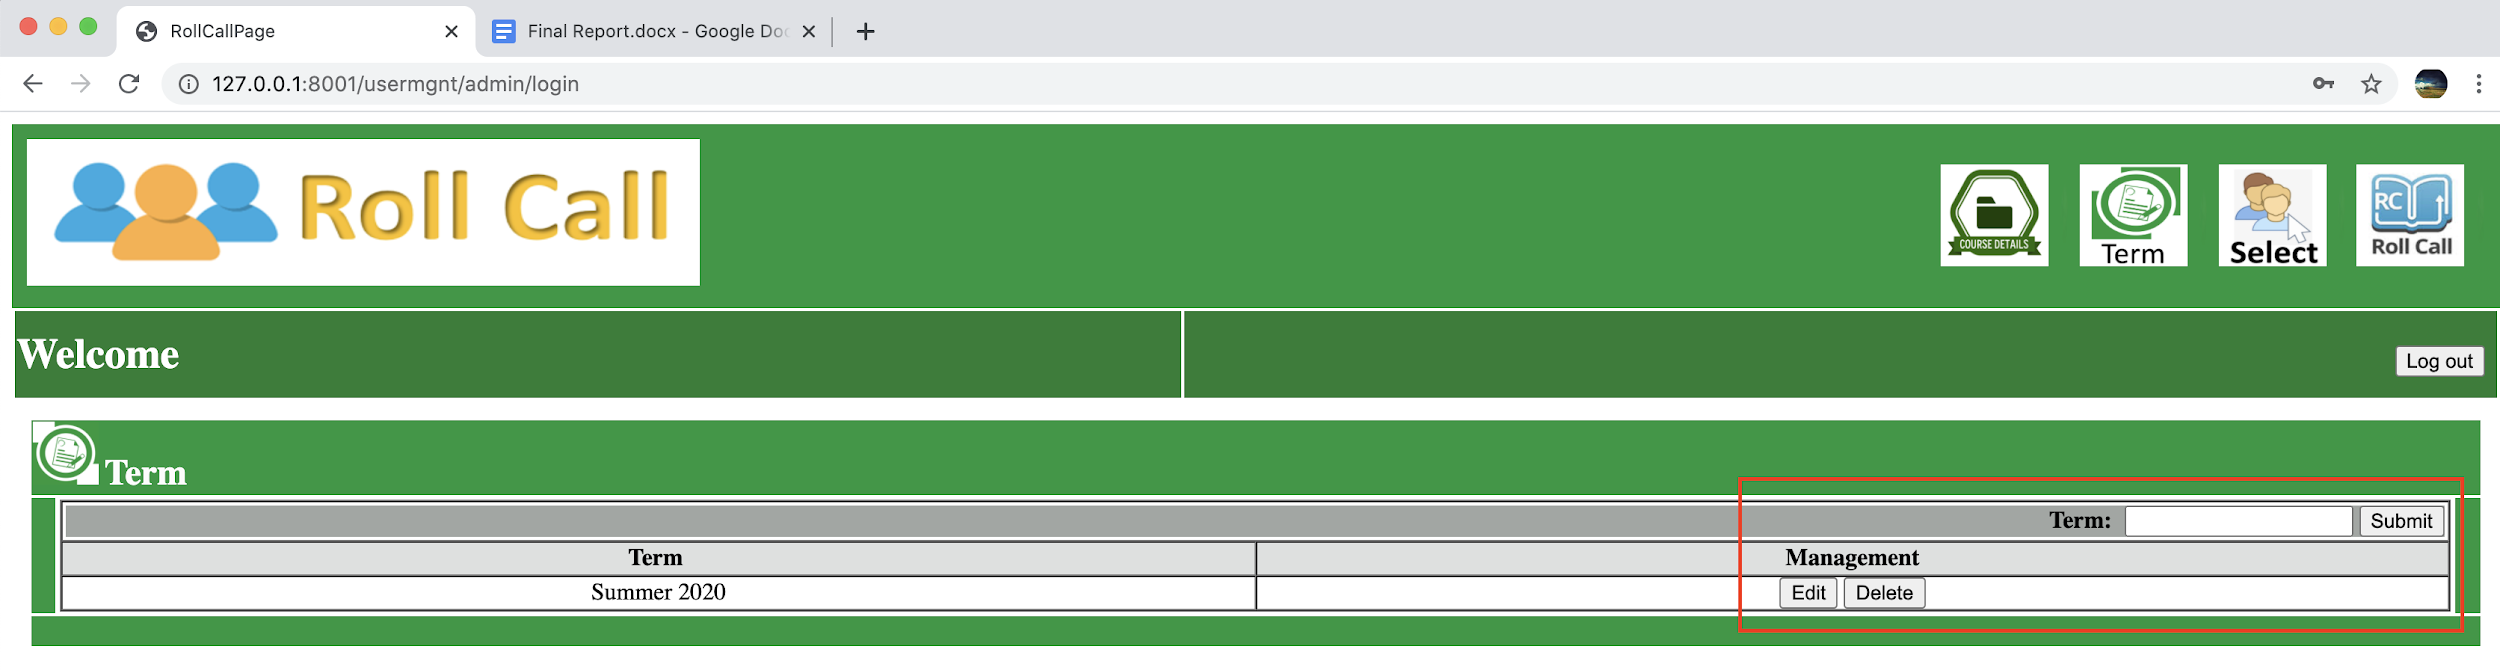 RollCallPage
Final Report.docx - Google Doc
127.0.0.1:8001/usermgnt/admin/login
Roll Call
COURSE DETAILS
Term
Select
RC
Roll Call
Welcome
Log out
Term
Term: Submit
Term Management
Summer 2020 Edit Delete